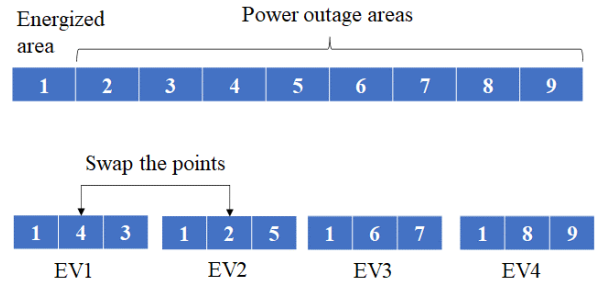 Energized
area
Power outage areas
1 2 3 4 5 6 7 8 9
Swap the points
1 4 3 1 2 5 1 6 7 1 8 9
EV1 EV2 EV3 EV4